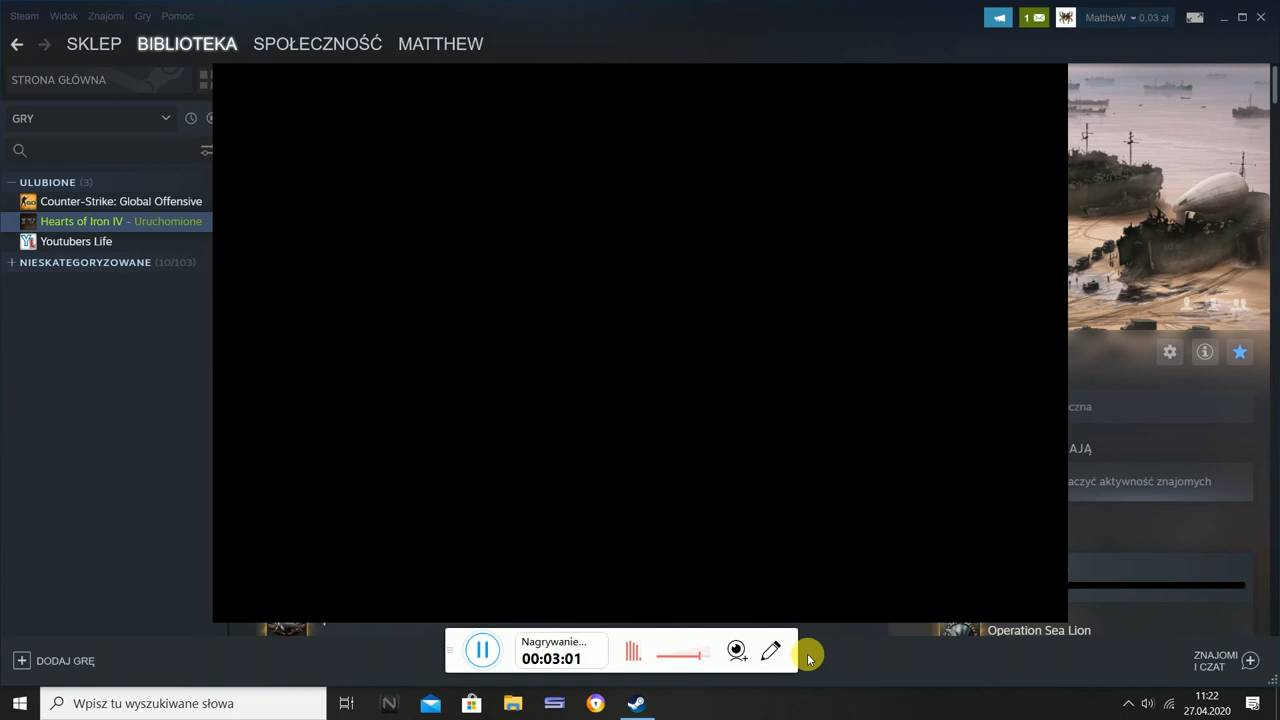 Steam Widok Znajomi Gry Pomoc
1 MattheW 0,03 zł
SKLEP BIBLIOTEKA SPOŁECZNOŚĆ MATTHEW
STRONA GŁÓWNA
GRY
ULUBIONE (3)
Counter-Strike: Global Offensive
Hearts of Iron IV - Uruchomione
Youtubers Life
NIESKATEGORYZOWANE (10/103)
czna
AJĄ
aczyć aktywność znajomych
Operation Sea Lion
Nagrywanie...
00:03:01
DODAJ GRĘ
ZNAJOMI
I CZAT
Wpisz tu wyszukiwane słowa
11:22
27.04.2020